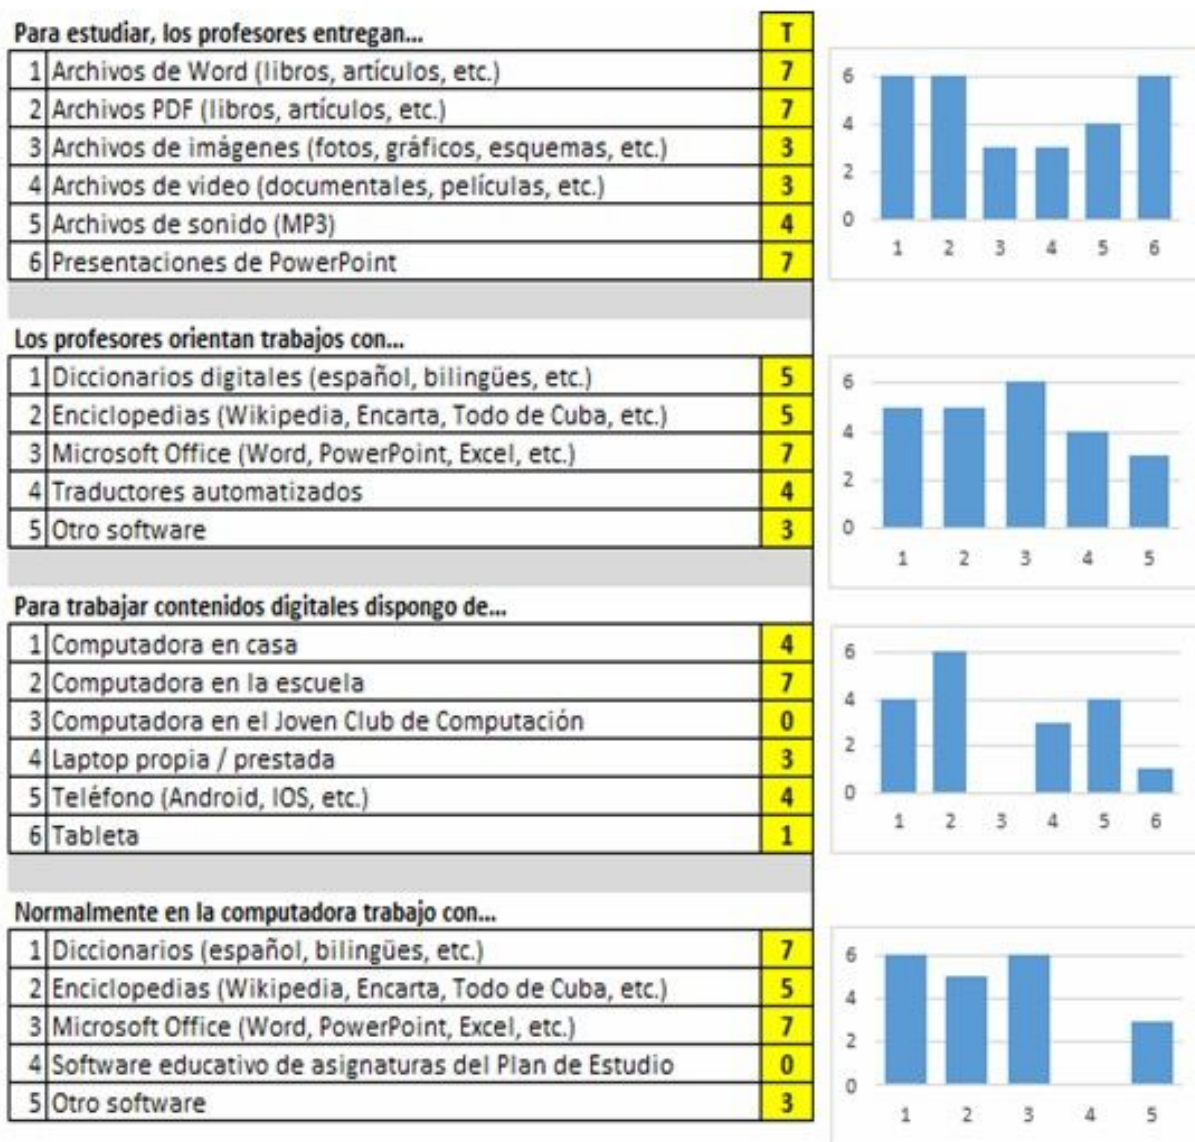 Para estudiar, los profesores entregan... T
1 Archivos de Word (libros, artículos, etc.) 7
2 Archivos PDF (libros, artículos, etc.) 7
3 Archivos de imágenes (fotos, gráficos, esquemas, etc.) 3
4 Archivos de video (documentales, películas, etc.) 3
5 Archivos de sonido (MP3) 4
6 Presentaciones de PowerPoint 7
6
4
2
0
1 2 3 4 5 6
Los profesores orientan trabajos con...
1 Diccionarios digitales (español, bilingües, etc.) 5
2 Enciclopedias (Wikipedia, Encarta, Todo de Cuba, etc.) 5
3 Microsoft Office (Word, PowerPoint, Excel, etc.) 7
4 Traductores automatizados 4
5 Otro software 3
6
4
2
0
1 2 3 4 5
Para trabajar contenidos digitales dispongo de...
1 Computadora en casa 4
2 Computadora en la escuela 7
3 Computadora en el Joven Club de Computación 0
4 Laptop propia / prestada 3
5 Teléfono (Android, IOS, etc.) 4
6 Tableta 1
6
4
2
0
1 2 3 4 5 6
Normalmente en la computadora trabajo con...
1 Diccionarios (español, bilingües, etc.) 7
2 Enciclopedias (Wikipedia, Encarta, Todo de Cuba, etc.) 5
3 Microsoft Office (Word, PowerPoint, Excel, etc.) 7
4 Software educativo de asignaturas del Plan de Estudio 0
5 Otro software 3
6
4
2
0
1 2 3 4 5